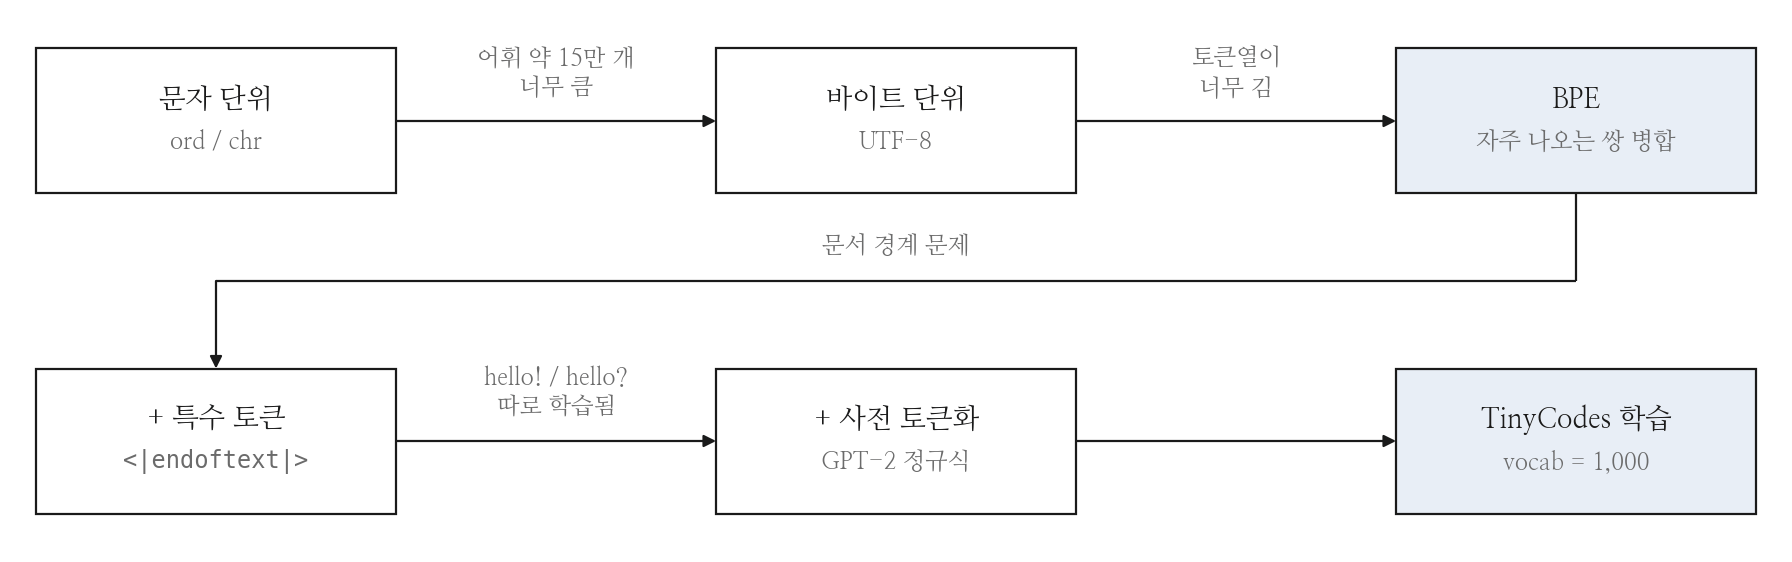 문자 단위
ord / chr
어휘 약 15만 개
너무 큼
바이트 단위
UTF-8
토큰열이
너무 김
BPE
자주 나오는 쌍 병합
문서 경계 문제
+ 특수 토큰
<|endoftext|>
hello! / hello?
따로 학습됨
+ 사전 토큰화
GPT-2 정규식
TinyCodes 학습
vocab = 1,000